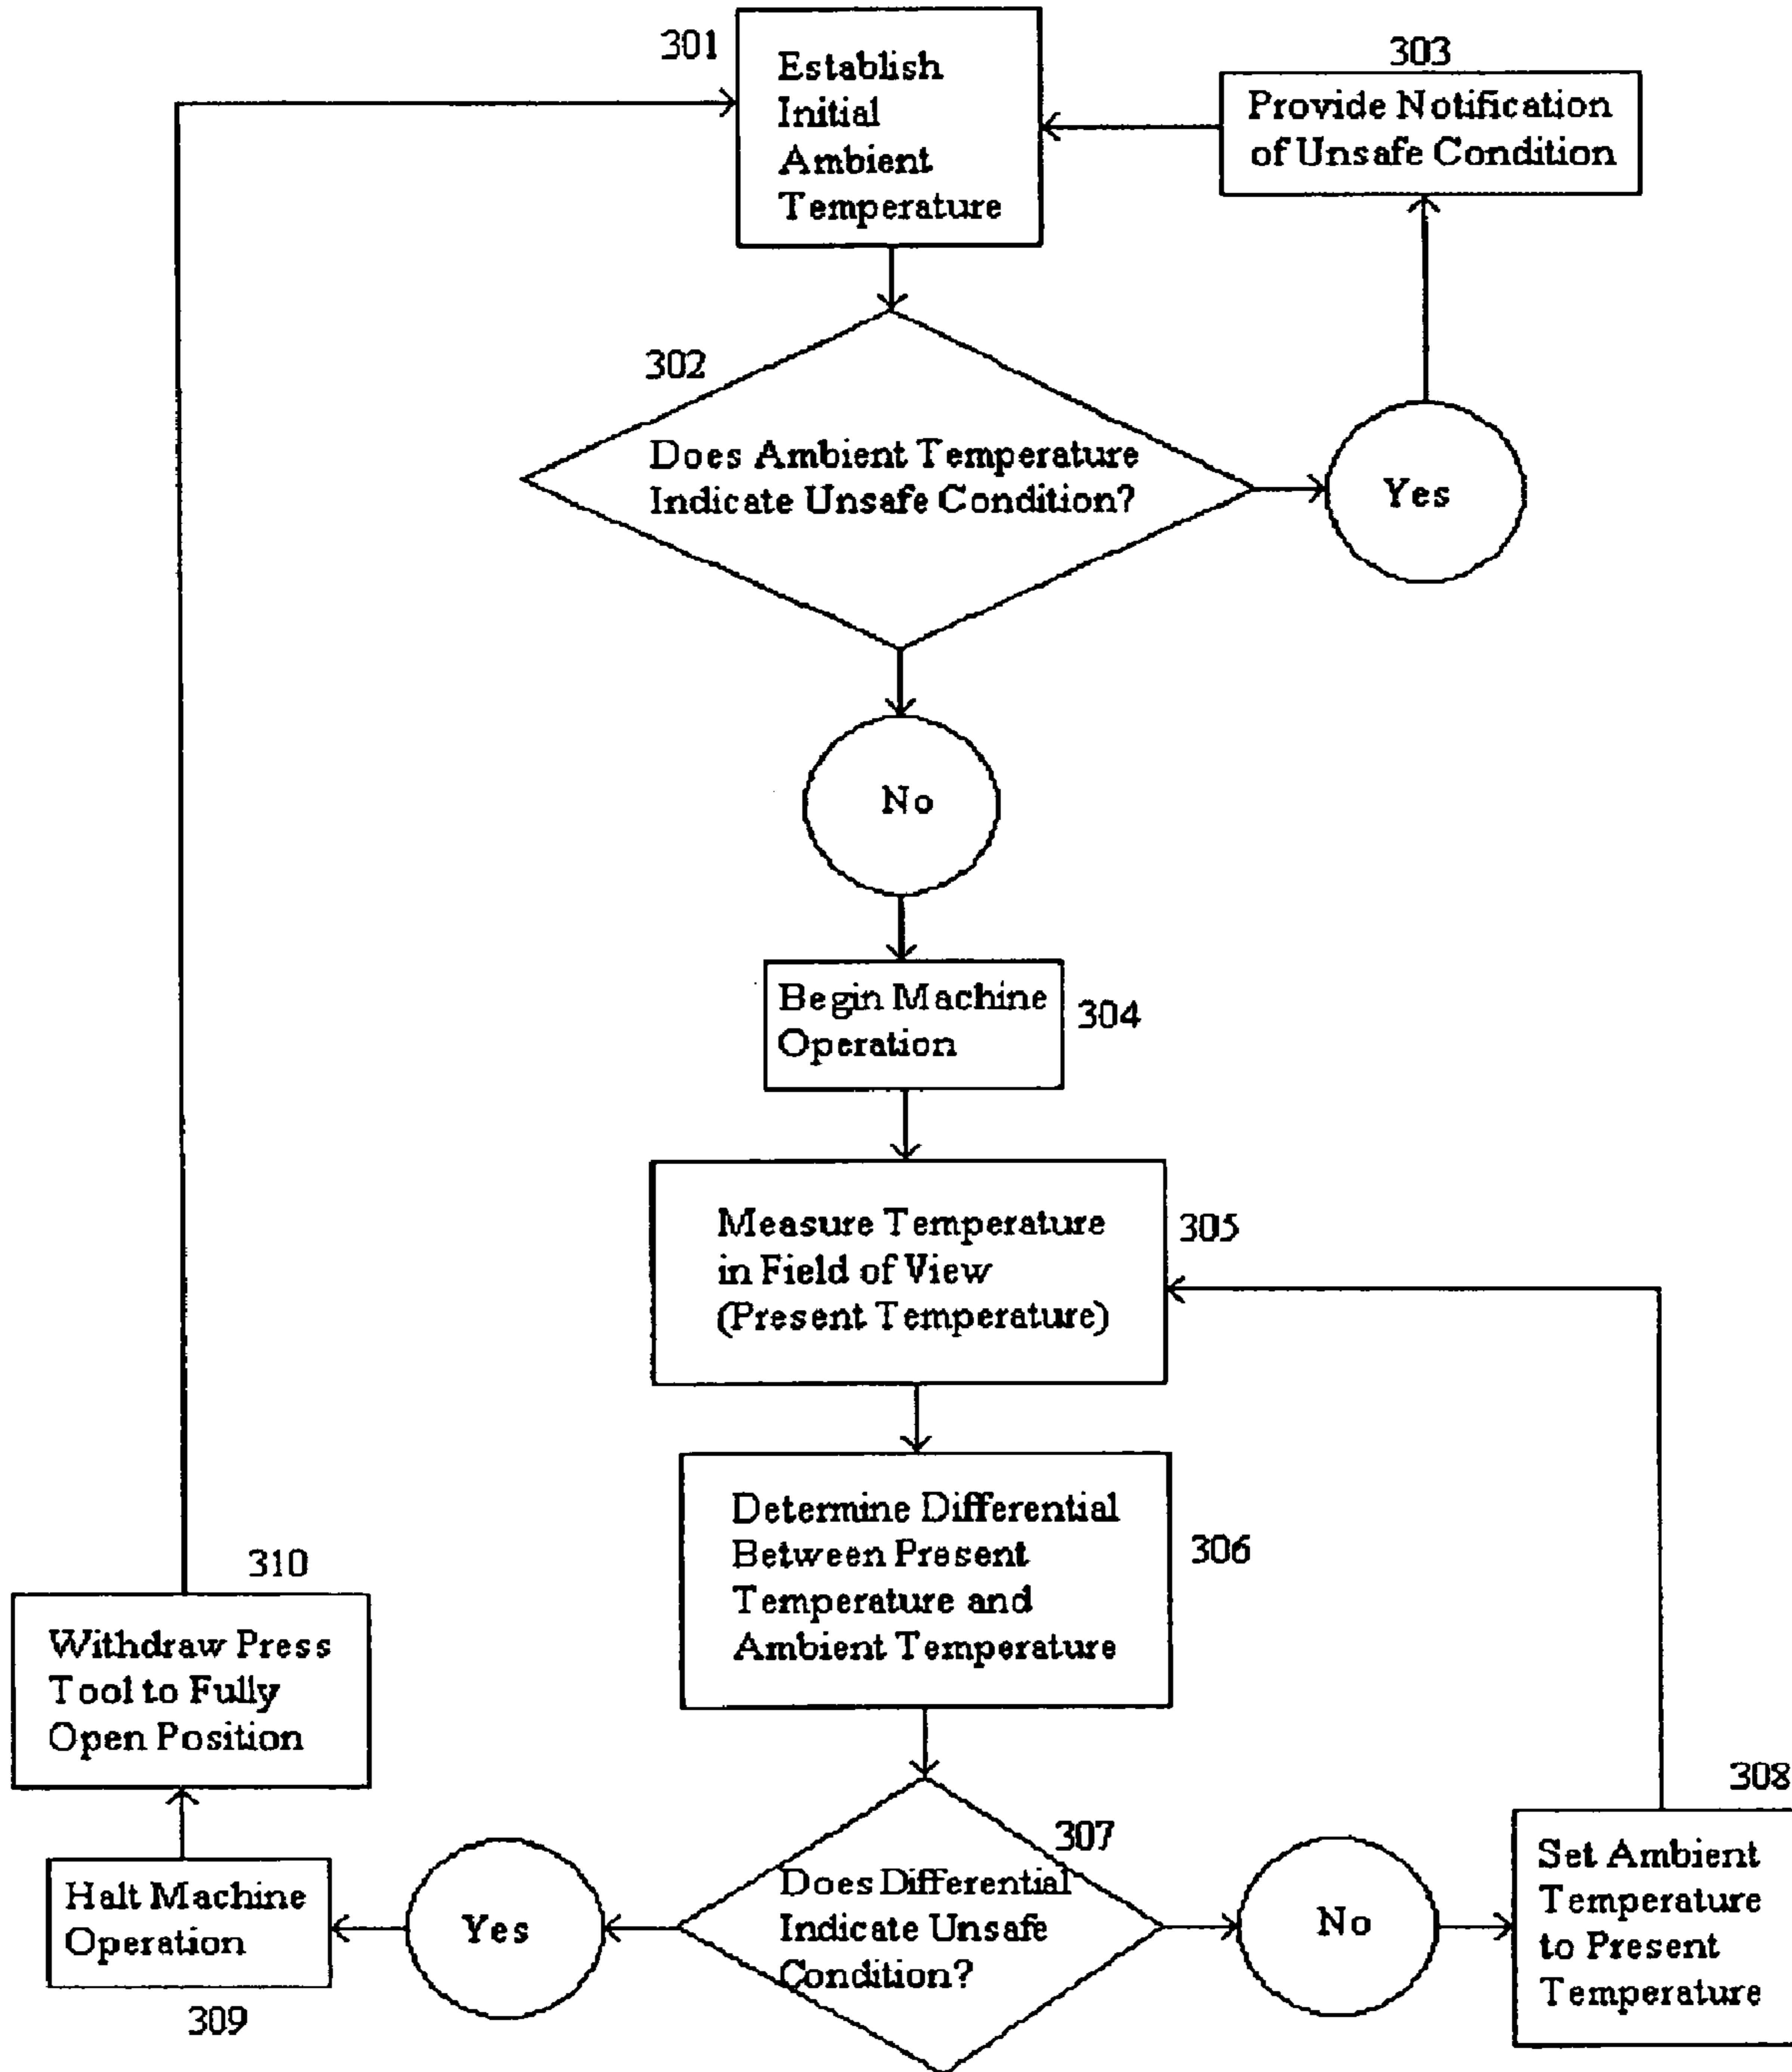 301
Establish
Initial
Ambient
Temperature
303
Provide Notification
of Unsafe Condition
302
Does Ambient Temperature
Indicate Unsafe Condition?
Yes
No
Begin Machine
Operation
304
Measure Temperature
in Field of View
(Present Temperature)
305
Determine Differential
Between Present
Temperature and
Ambient Temperature
306
310
Withdraw Press
Tool to Fully
Open Position
307
Does Differential
Indicate Unsafe
Condition?
Yes
Halt Machine
Operation
309
No
308
Set Ambient
Temperature
to Present
Temperature